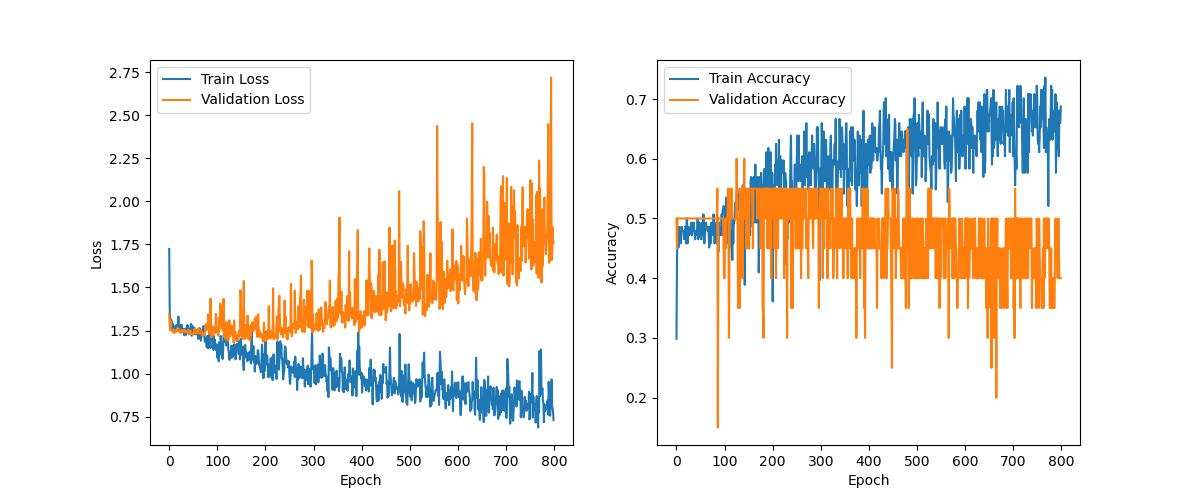 Train Loss
Validation Loss
2.75
2.50
2.25
2.00
1.75
1.50
1.25
1.00
0.75
Loss
0 100 200 300 400 500 600 700 800
Epoch
Train Accuracy
Validation Accuracy
0.7
0.6
0.5
0.4
0.3
0.2
Accuracy
0 100 200 300 400 500 600 700 800
Epoch